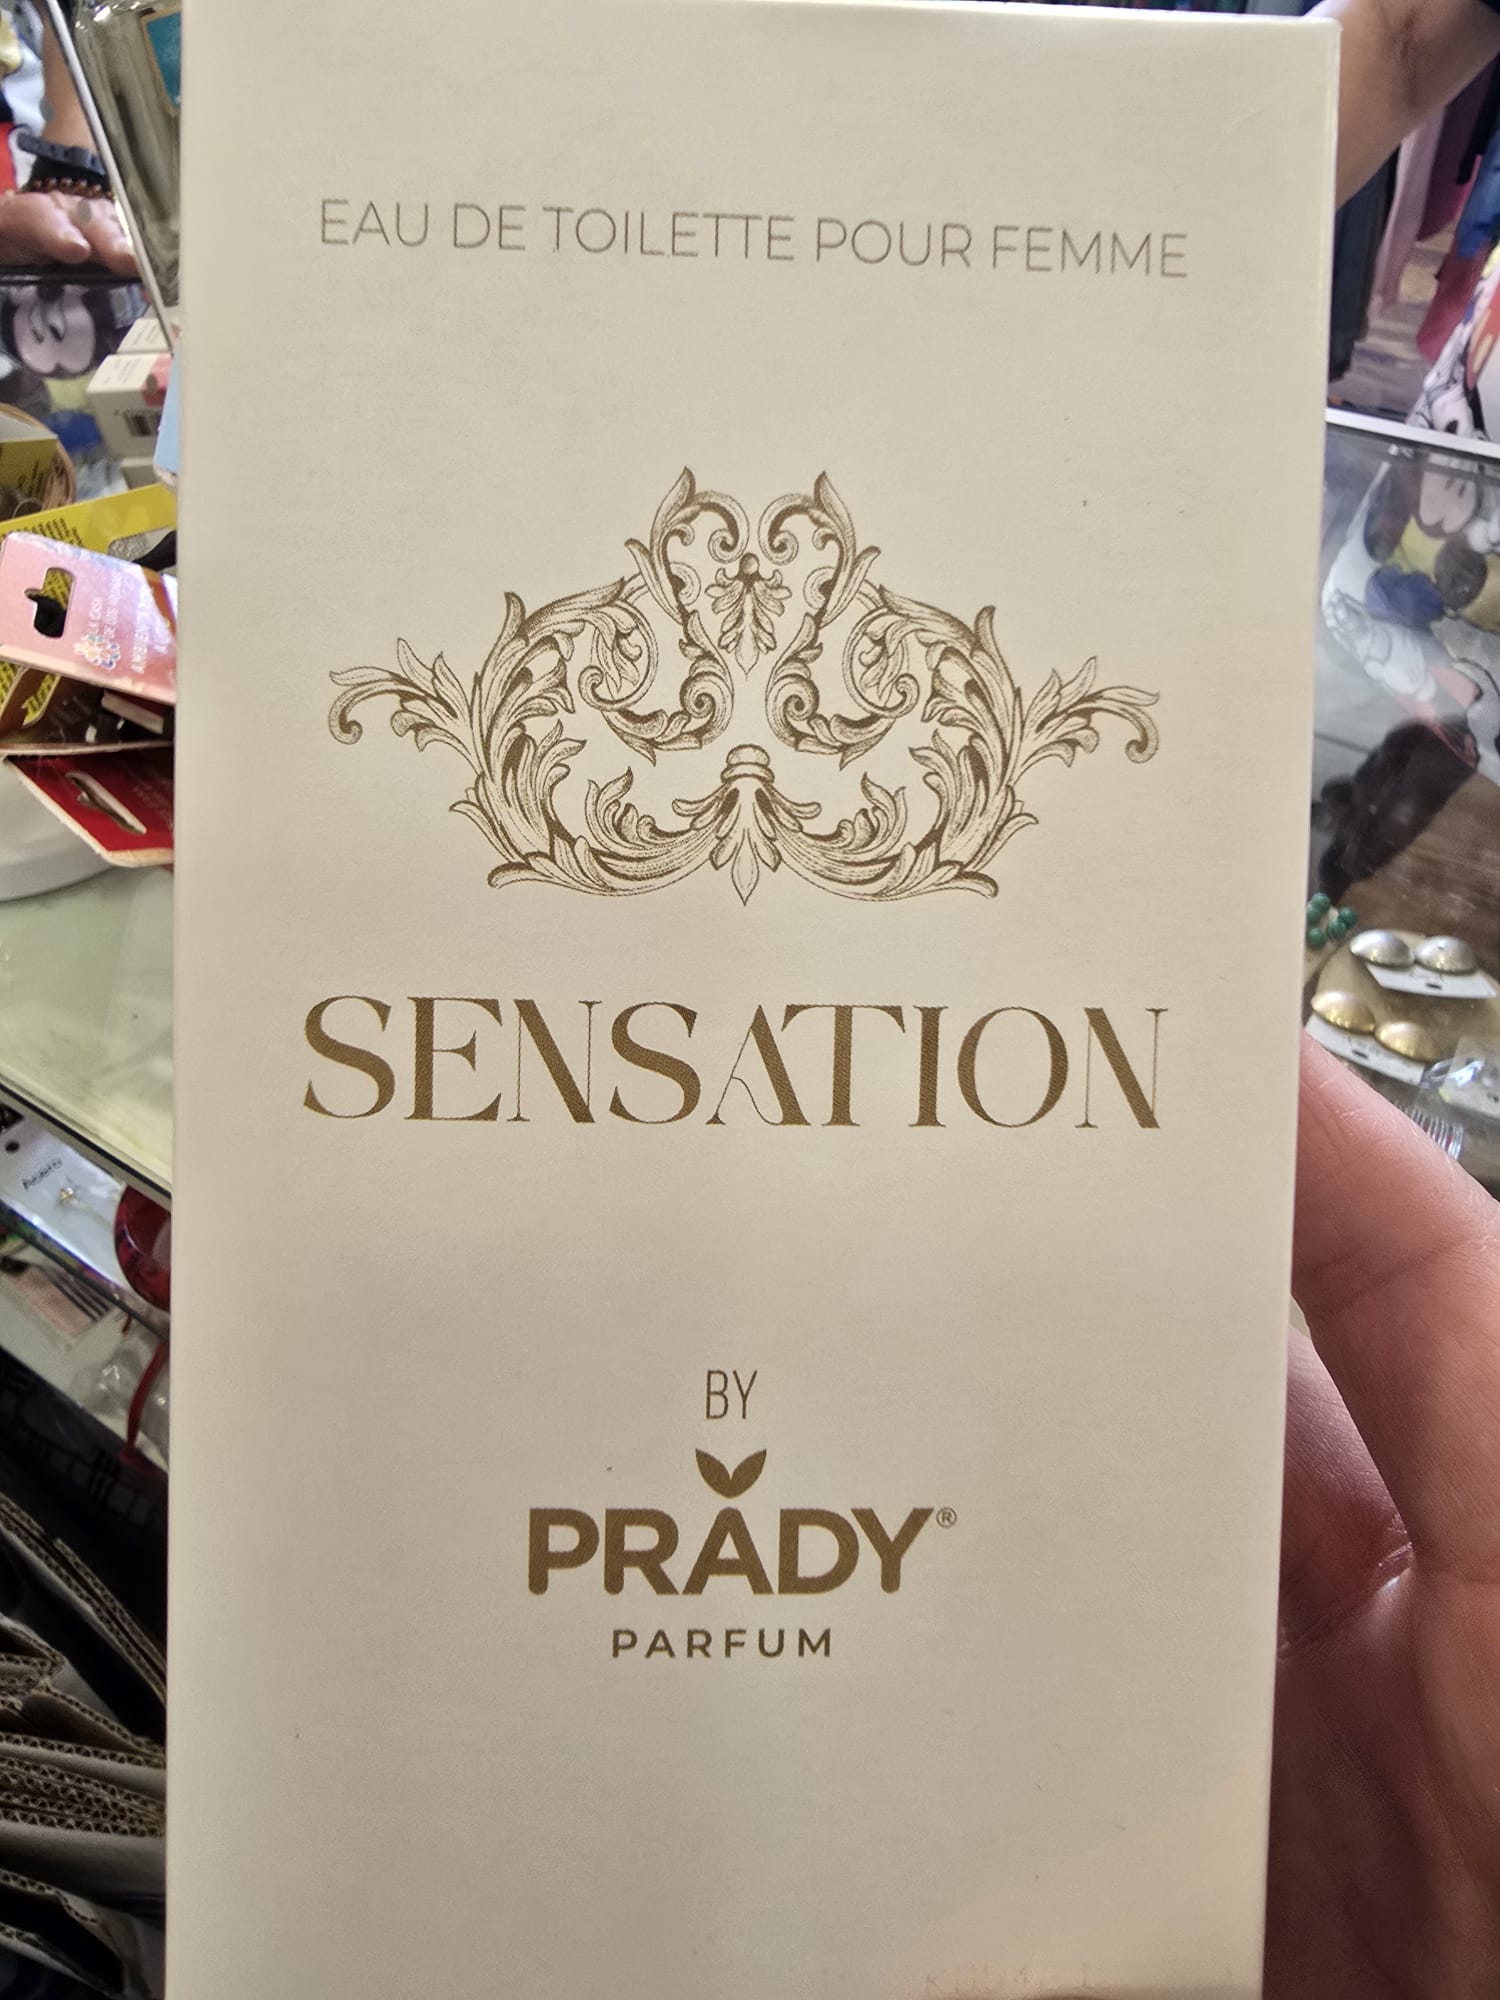 EAU DE TOILETTE POUR FEMME
SENSATION
BY
PRADY®
PARFUM